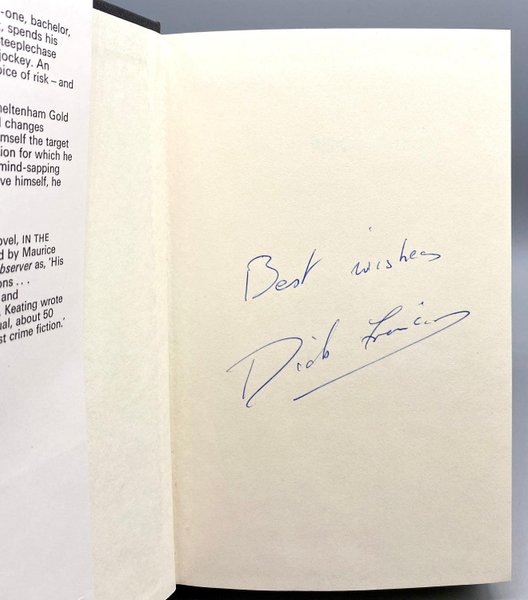 -one, bachelor,
, spends his
teeplechase
jockey. An
oice of risk – and
heltenham Gold
changes
mself the target
ion for which he
mind-sapping
ve himself, he
ovel, IN THE
d by Maurice
bserver as, 'His
ons . . .
and
, Keating wrote
ual, about 50
st crime fiction.'
Best wishes
Dick Francis